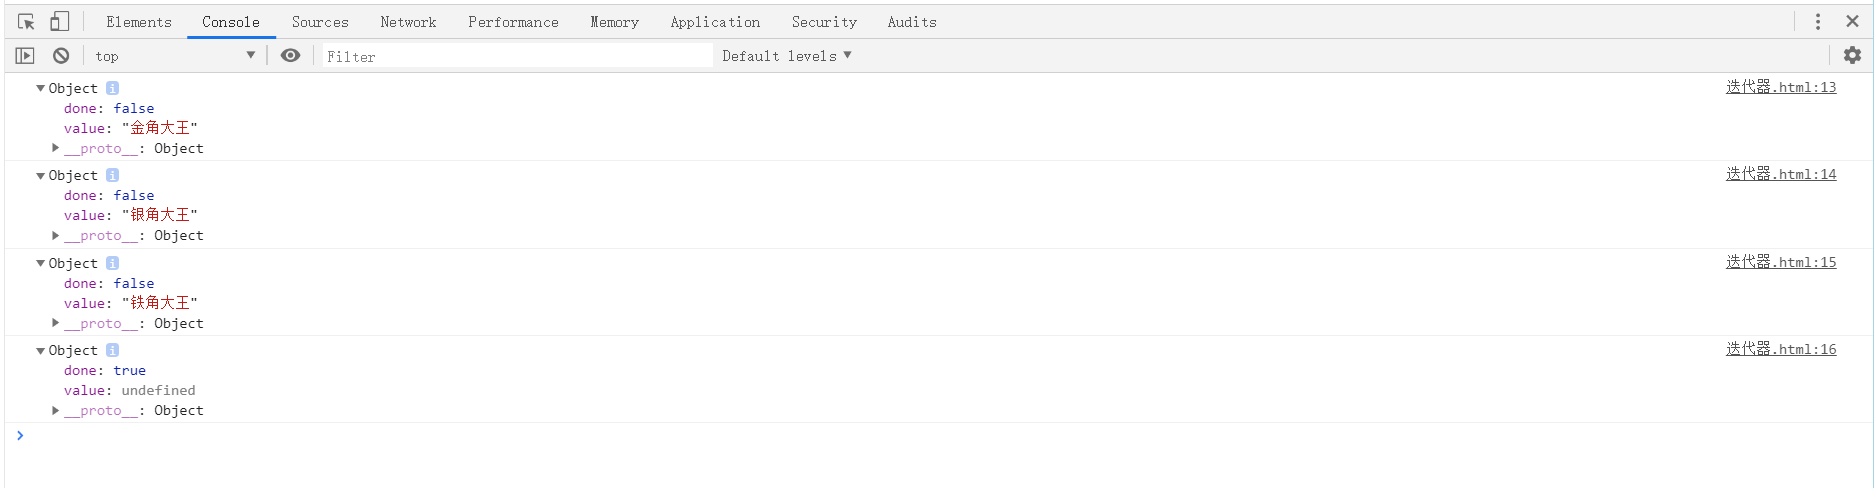 Elements Console Sources Network Performance Memory Application Security Audits
top Filter Default levels
Object i 迭代器.html:13
done: false
value: "金角大王"
__proto__: Object
Object i 迭代器.html:14
done: false
value: "银角大王"
__proto__: Object
Object i 迭代器.html:15
done: false
value: "铁角大王"
__proto__: Object
Object i 迭代器.html:16
done: true
value: undefined
__proto__: Object